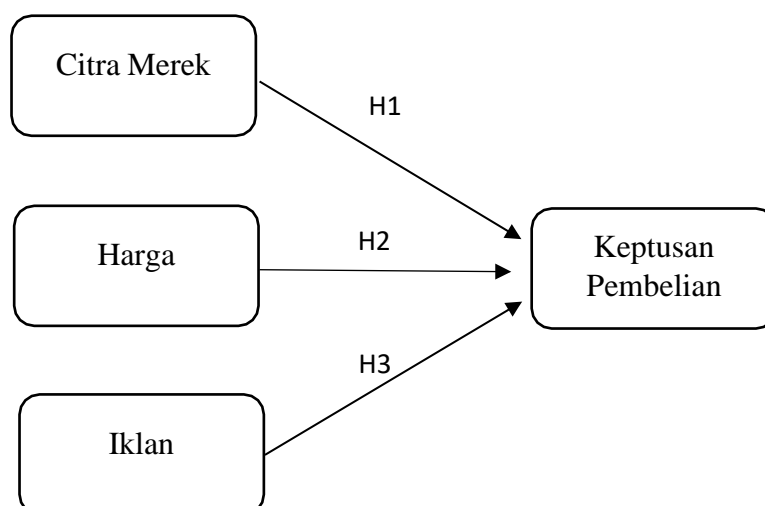 Citra Merek
H1
Harga
H2
Keptusan
Pembelian
H3
Iklan